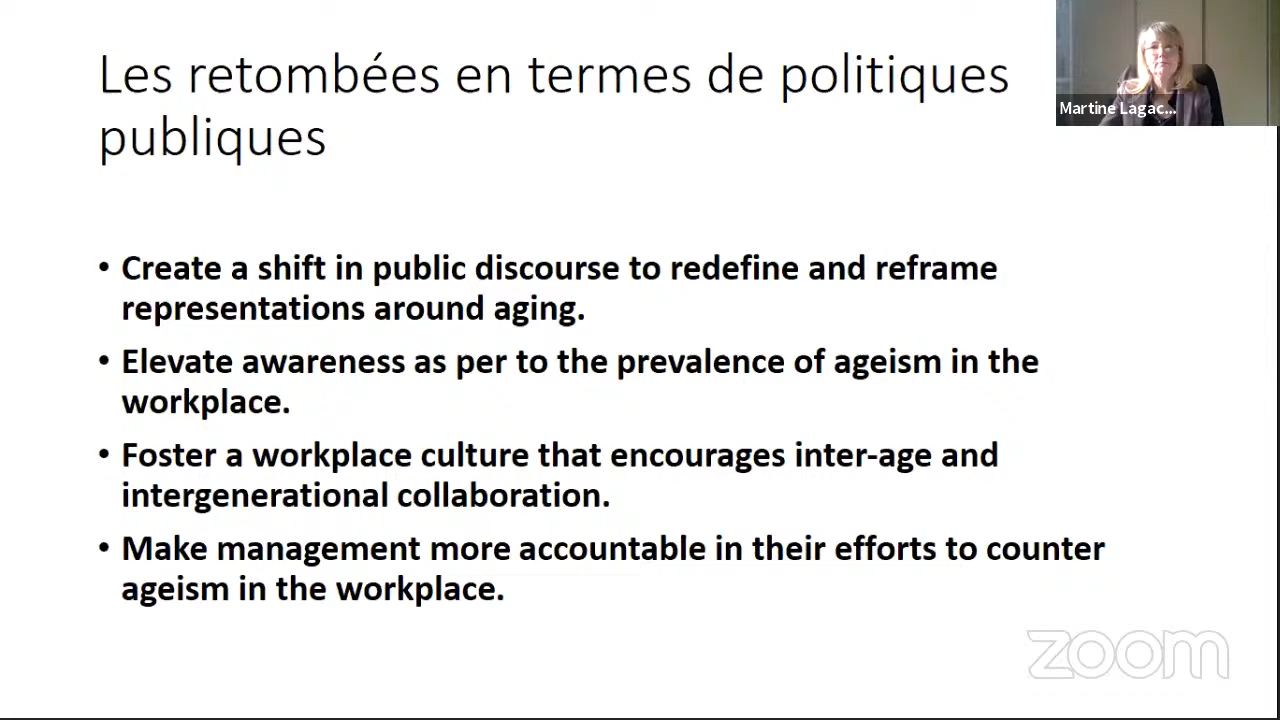 Les retombées en termes de politiques
publiques
Martine Lagac...
• Create a shift in public discourse to redefine and reframe
representations around aging.
• Elevate awareness as per to the prevalence of ageism in the
workplace.
• Foster a workplace culture that encourages inter-age and
intergenerational collaboration.
• Make management more accountable in their efforts to counter
ageism in the workplace.
zoom